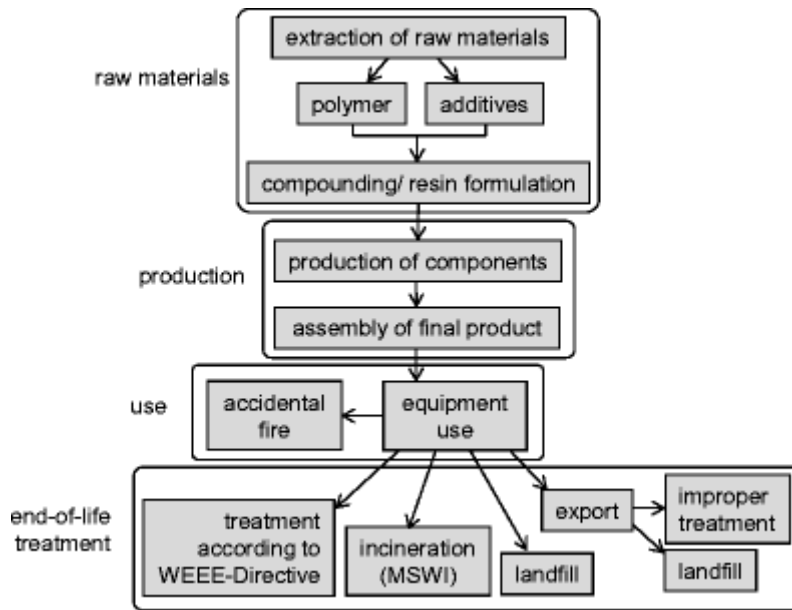 extraction of raw materials
raw materials
polymer
additives
compounding/ resin formulation
production of components
production
assembly of final product
use
accidental
fire
equipment
use
end-of-life
treatment
treatment
according to
WEEE-Directive
incineration
(MSWI)
landfill
export
improper
treatment
landfill